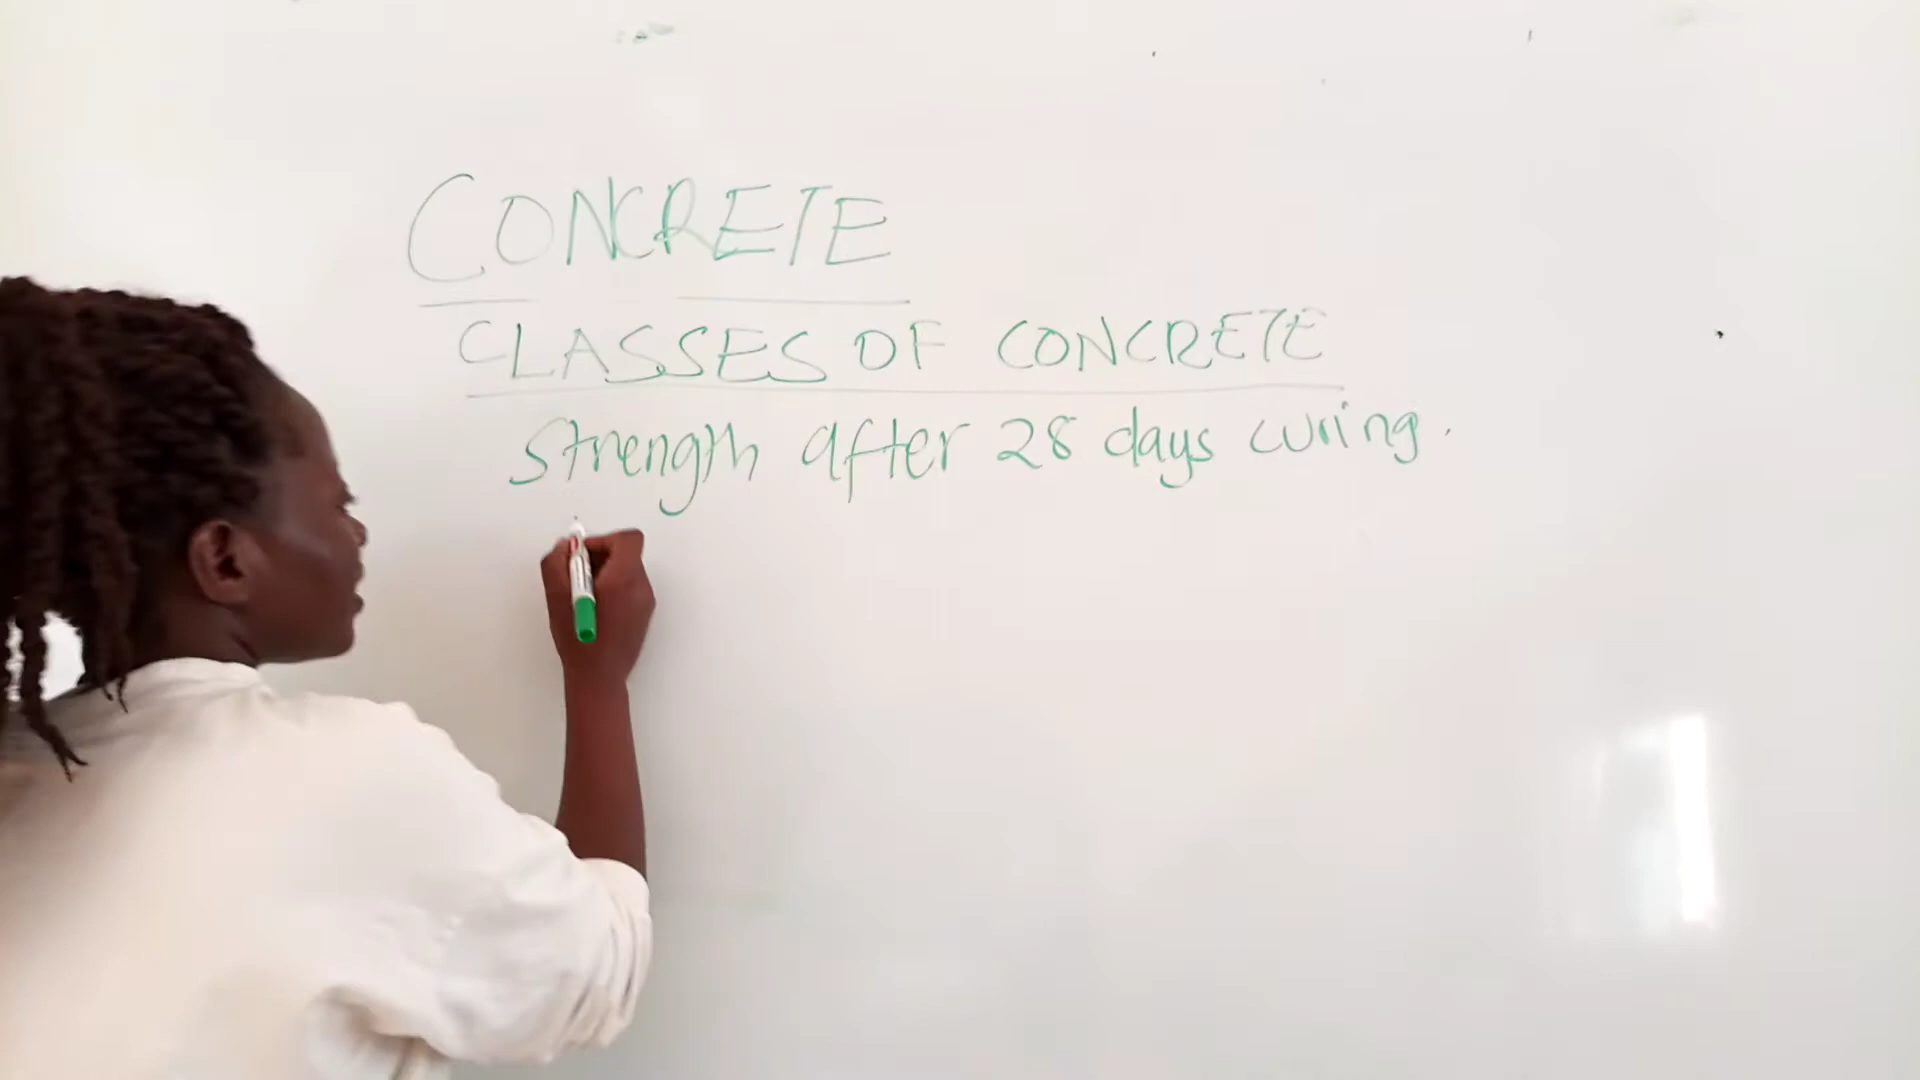 CONCRETE
CLASSES OF CONCRETE
Strength after 28 days curing.